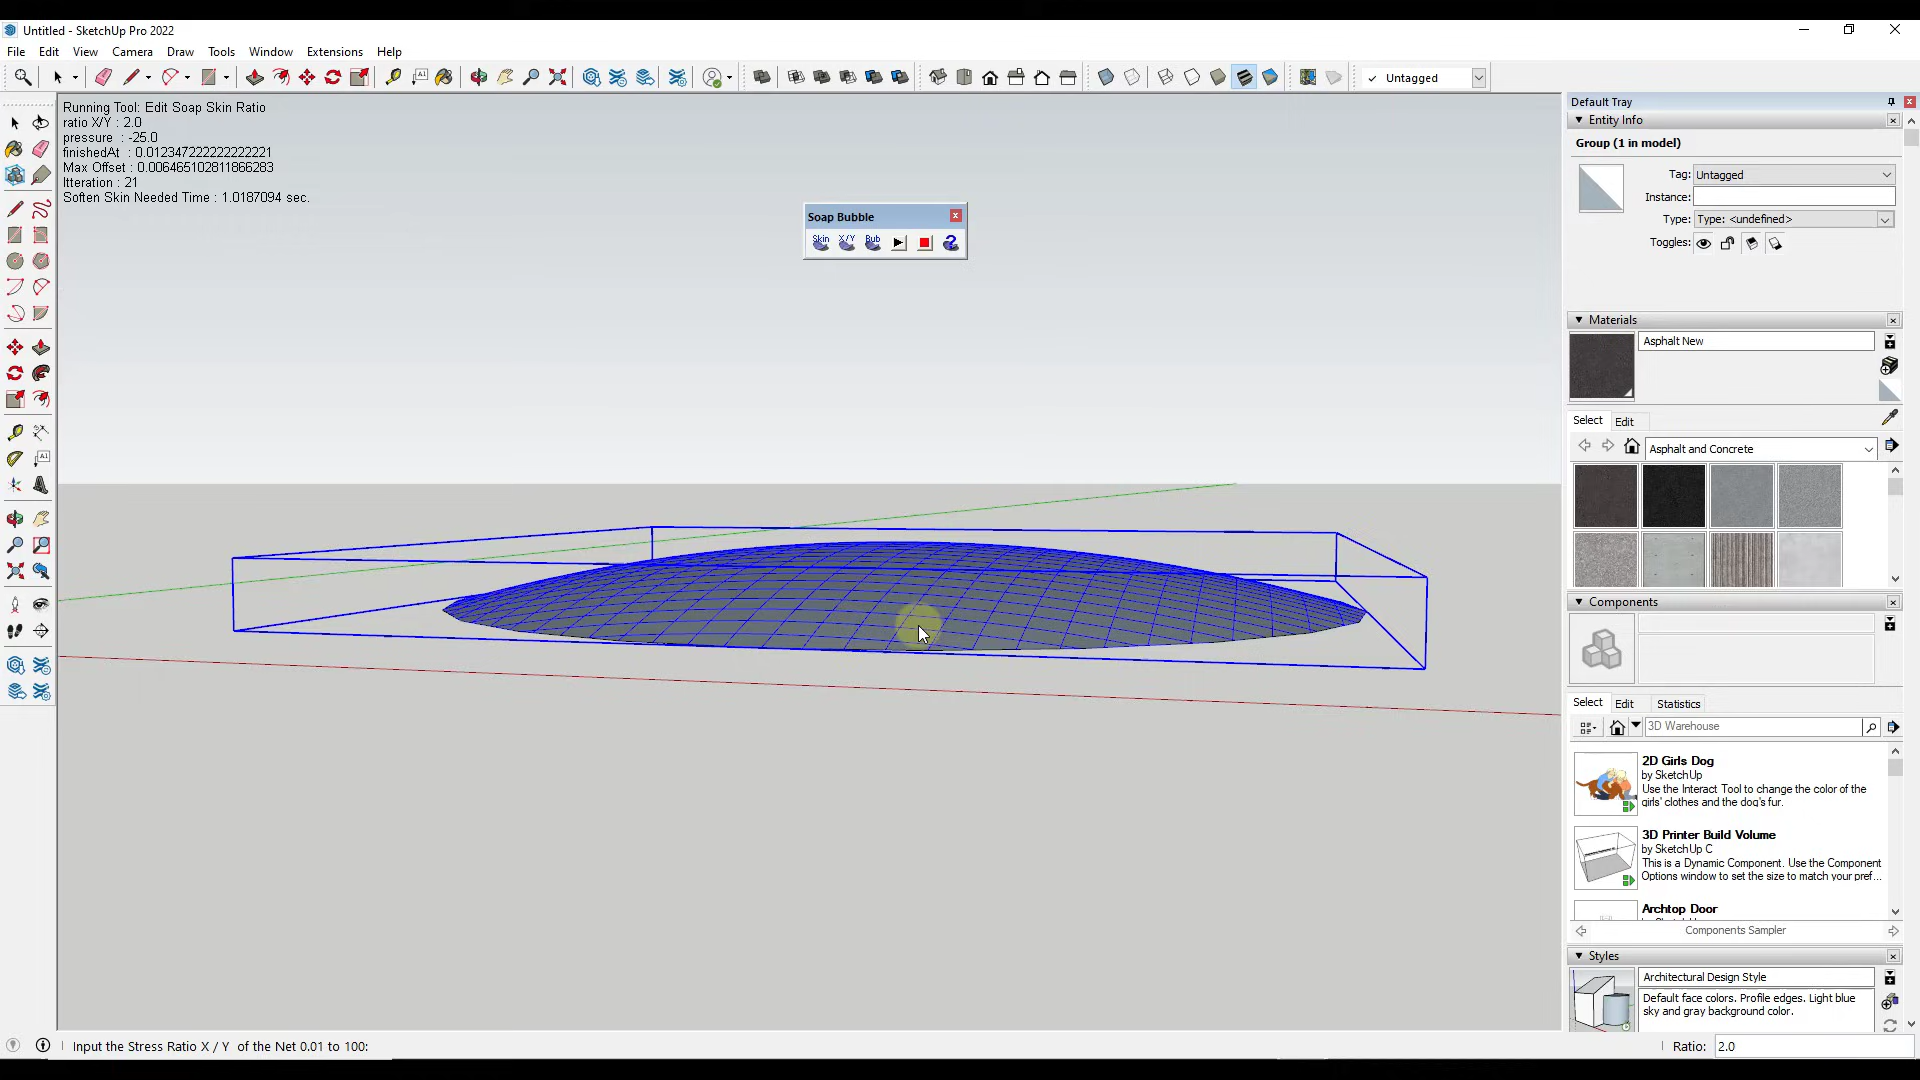 Untitled - SketchUp Pro 2022
File Edit View Camera Draw Tools Window Extensions Help
Untagged
Running Tool: Edit Soap Skin Ratio
ratio X/Y : 2.0
pressure : -25.0
finishedAt : 0.012347222222222221
Max Offset : 0.006465102811866283
Itteration : 21
Soften Skin Needed Time : 1.0187094 sec.
Soap Bubble
Skin X/Y Bub
Default Tray
Entity Info
Group (1 in model)
Tag: Untagged
Instance:
Type: Type: <undefined>
Toggles:
Materials
Asphalt New
Select Edit
Asphalt and Concrete
Components
Select Edit Statistics
3D Warehouse
2D Girls Dog
by SketchUp
Use the Interact Tool to change the color of the
girls' clothes and the dog's fur.
3D Printer Build Volume
by SketchUp C
This is a Dynamic Component. Use the Component
Options window to set the size to match your pref...
Archtop Door
Components Sampler
Styles
Architectural Design Style
Default face colors. Profile edges. Light blue
sky and gray background color.
Input the Stress Ratio X / Y of the Net 0.01 to 100:
Ratio: 2.0